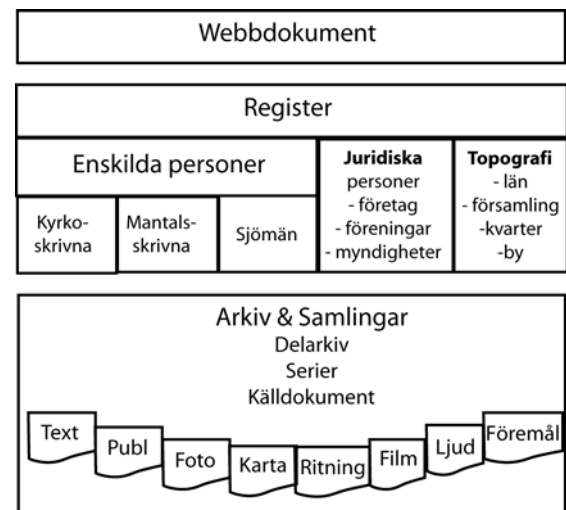 Webbdokument
Register
Enskilda personer
Kyrko-
skrivna
Mantals-
skrivna
Sjömän
Juridiska
personer
- företag
- föreningar
- myndigheter
Topografi
- län
- församling
-kvarter
-by
Arkiv & Samlingar
Delarkiv
Serier
Källdokument
Text
Publ
Foto
Karta
Ritning
Film
Ljud
Föremål